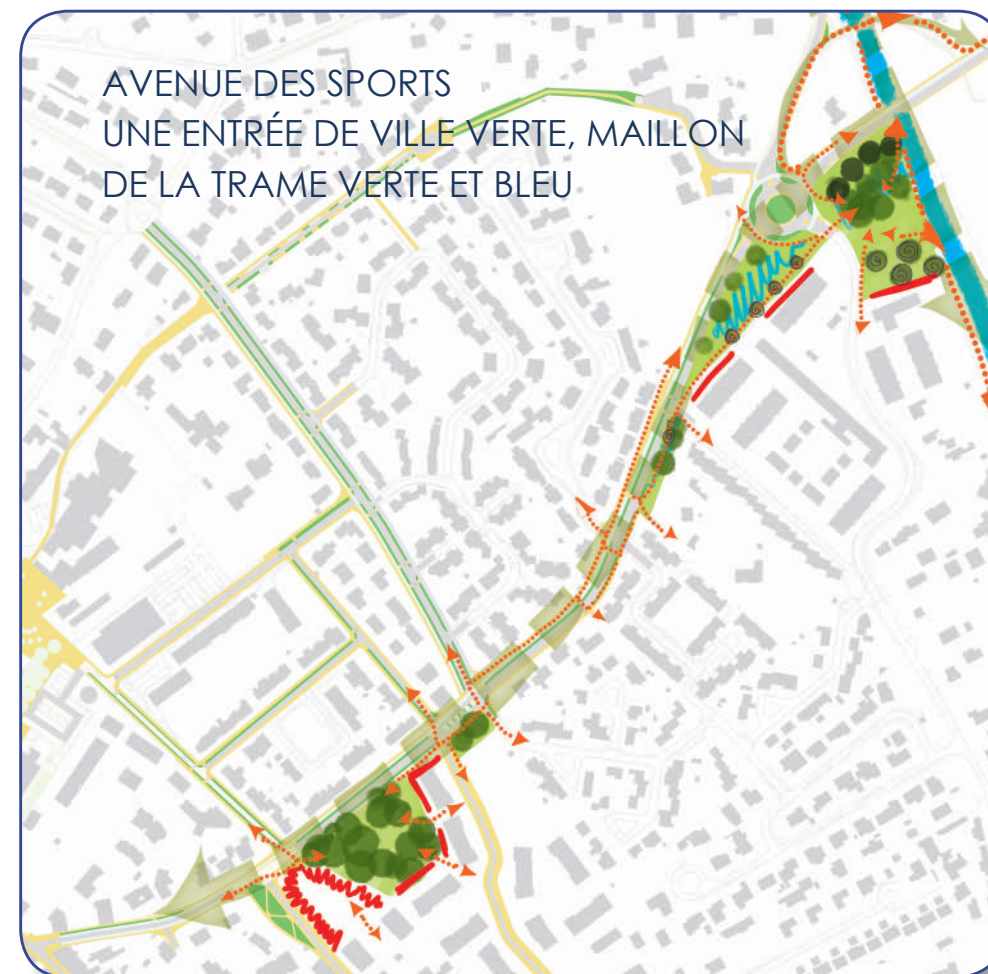 AVENUE DES SPORTS
UNE ENTRÉE DE VILLE VERTE, MAILLON
DE LA TRAME VERTE ET BLEU